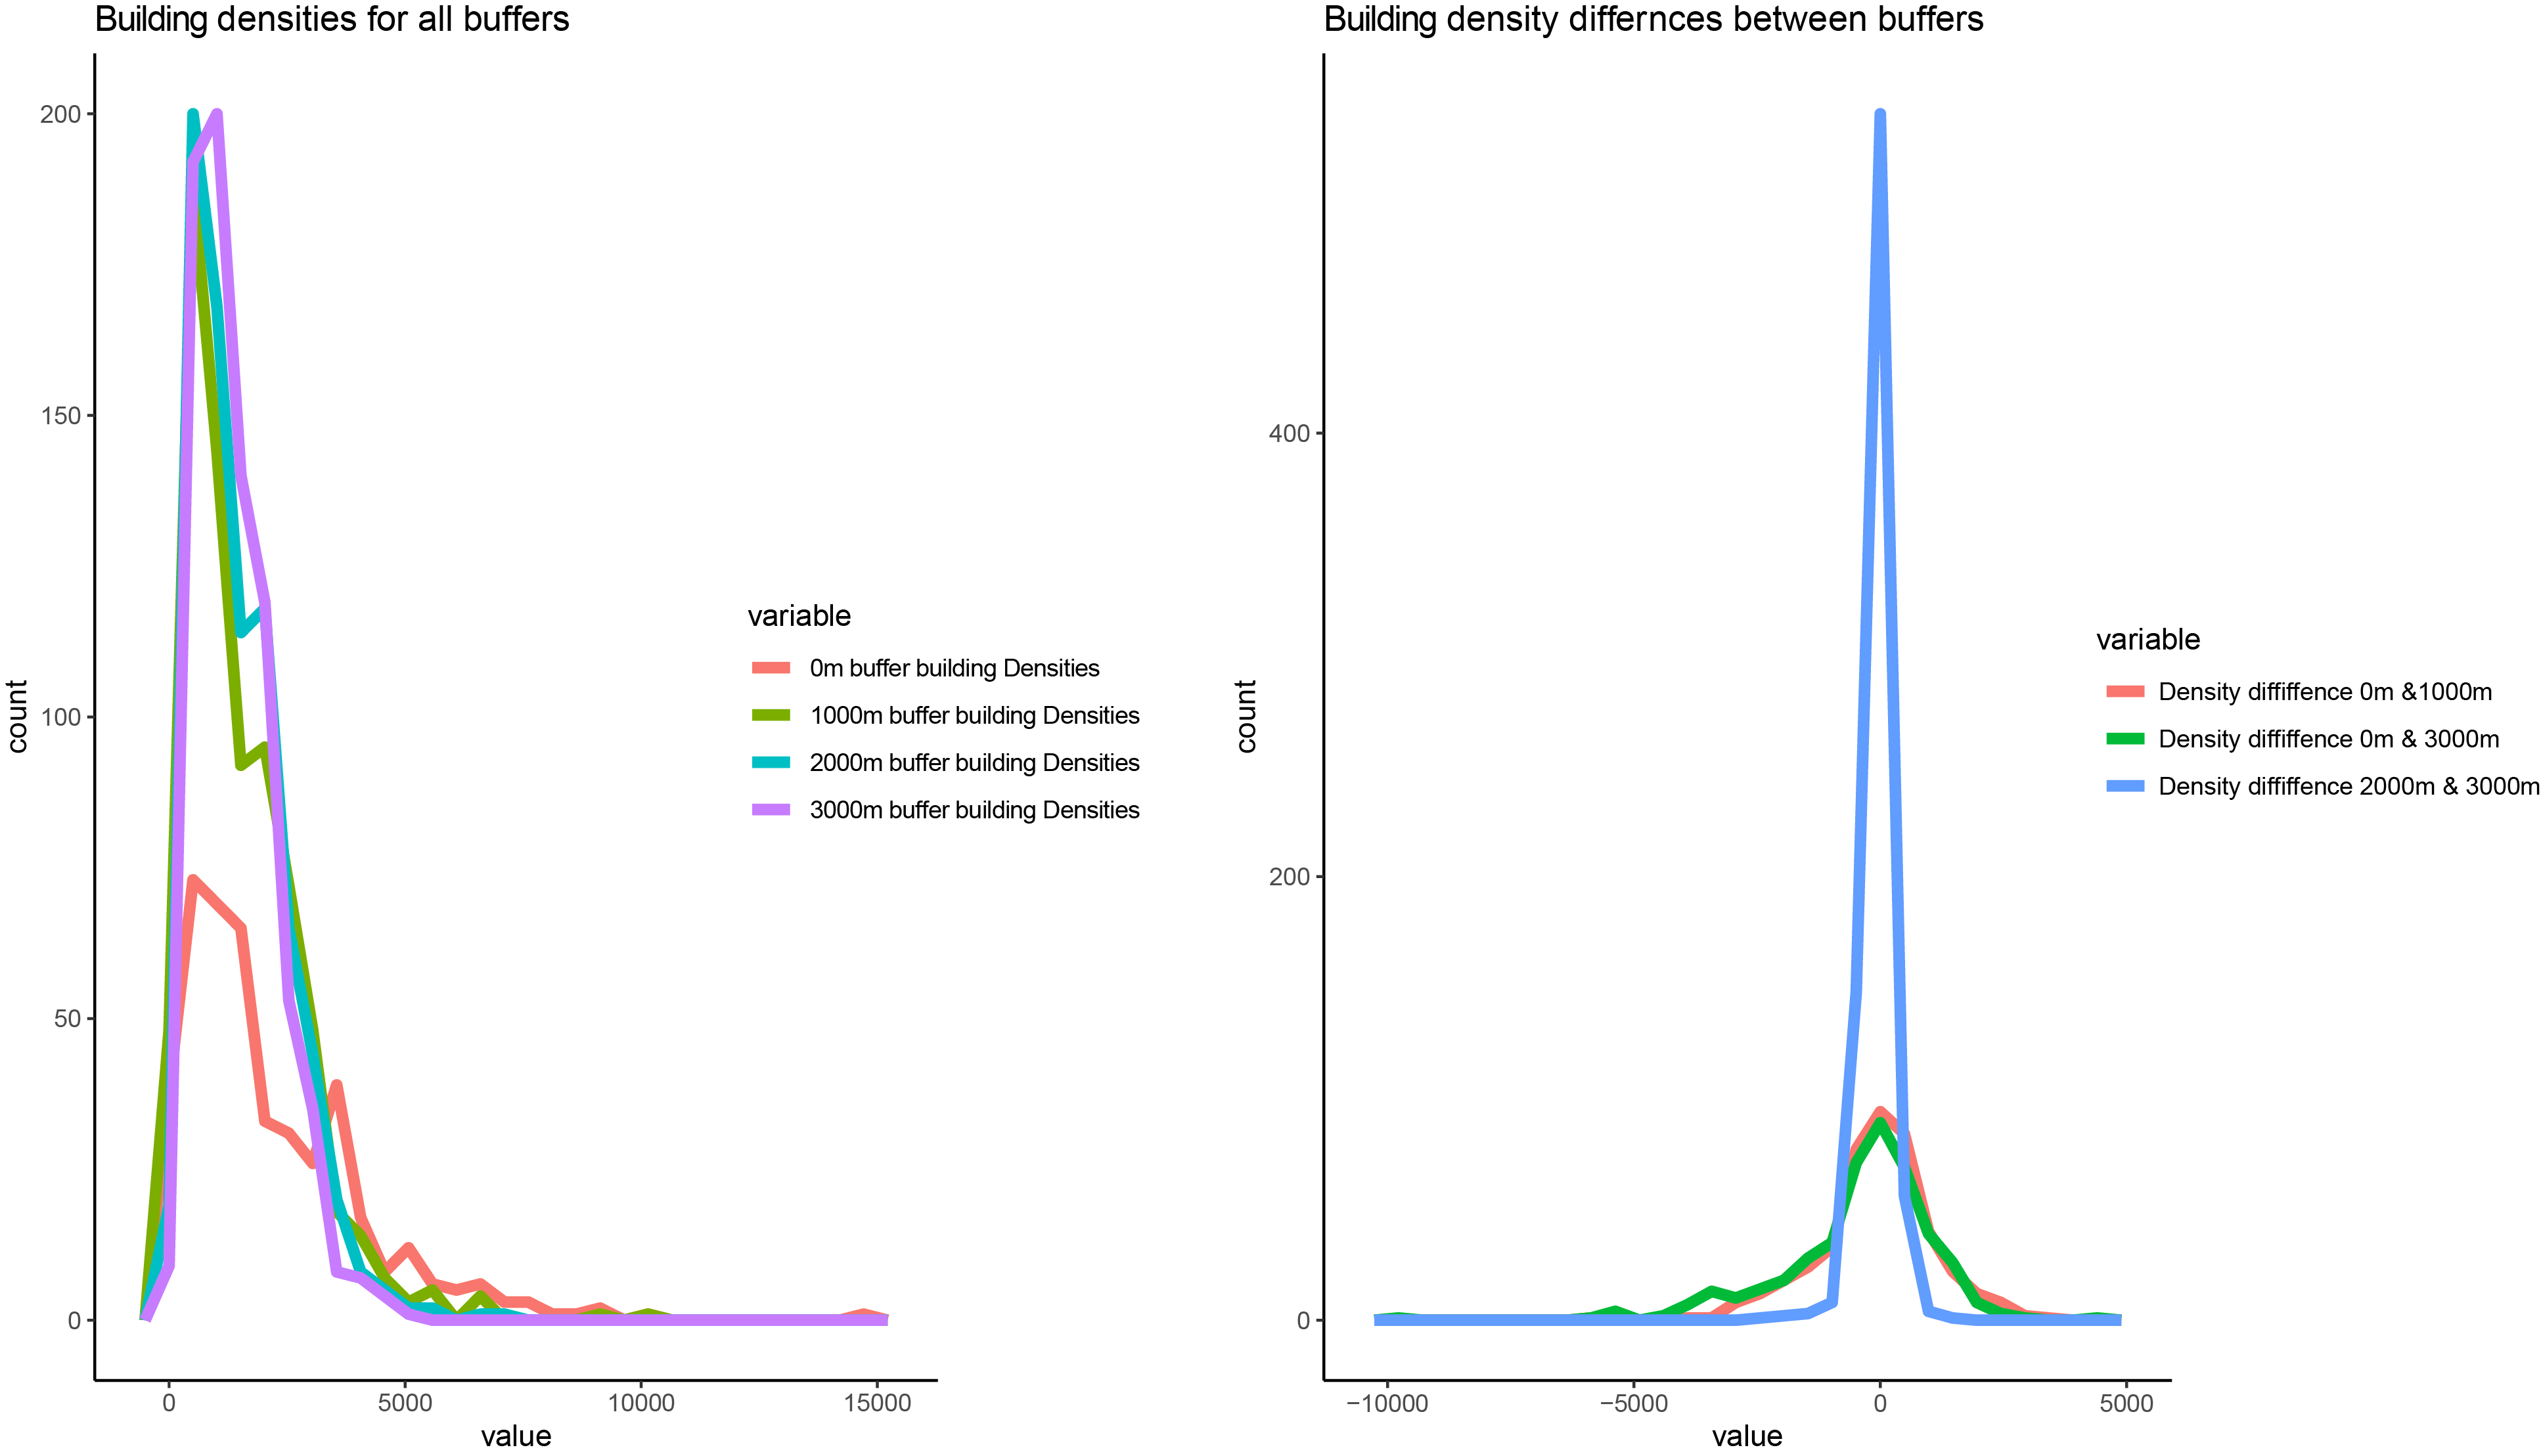 Building densities for all buffers
200
150
100
50
0
count
0
5000
10000
15000
value
variable
0m buffer building Densities
1000m buffer building Densities
2000m buffer building Densities
3000m buffer building Densities
Building density differnces between buffers
400
200
0
count
−10000
−5000
0
5000
value
variable
Density diffiffence 0m &1000m
Density diffiffence 0m & 3000m
Density diffiffence 2000m & 3000m